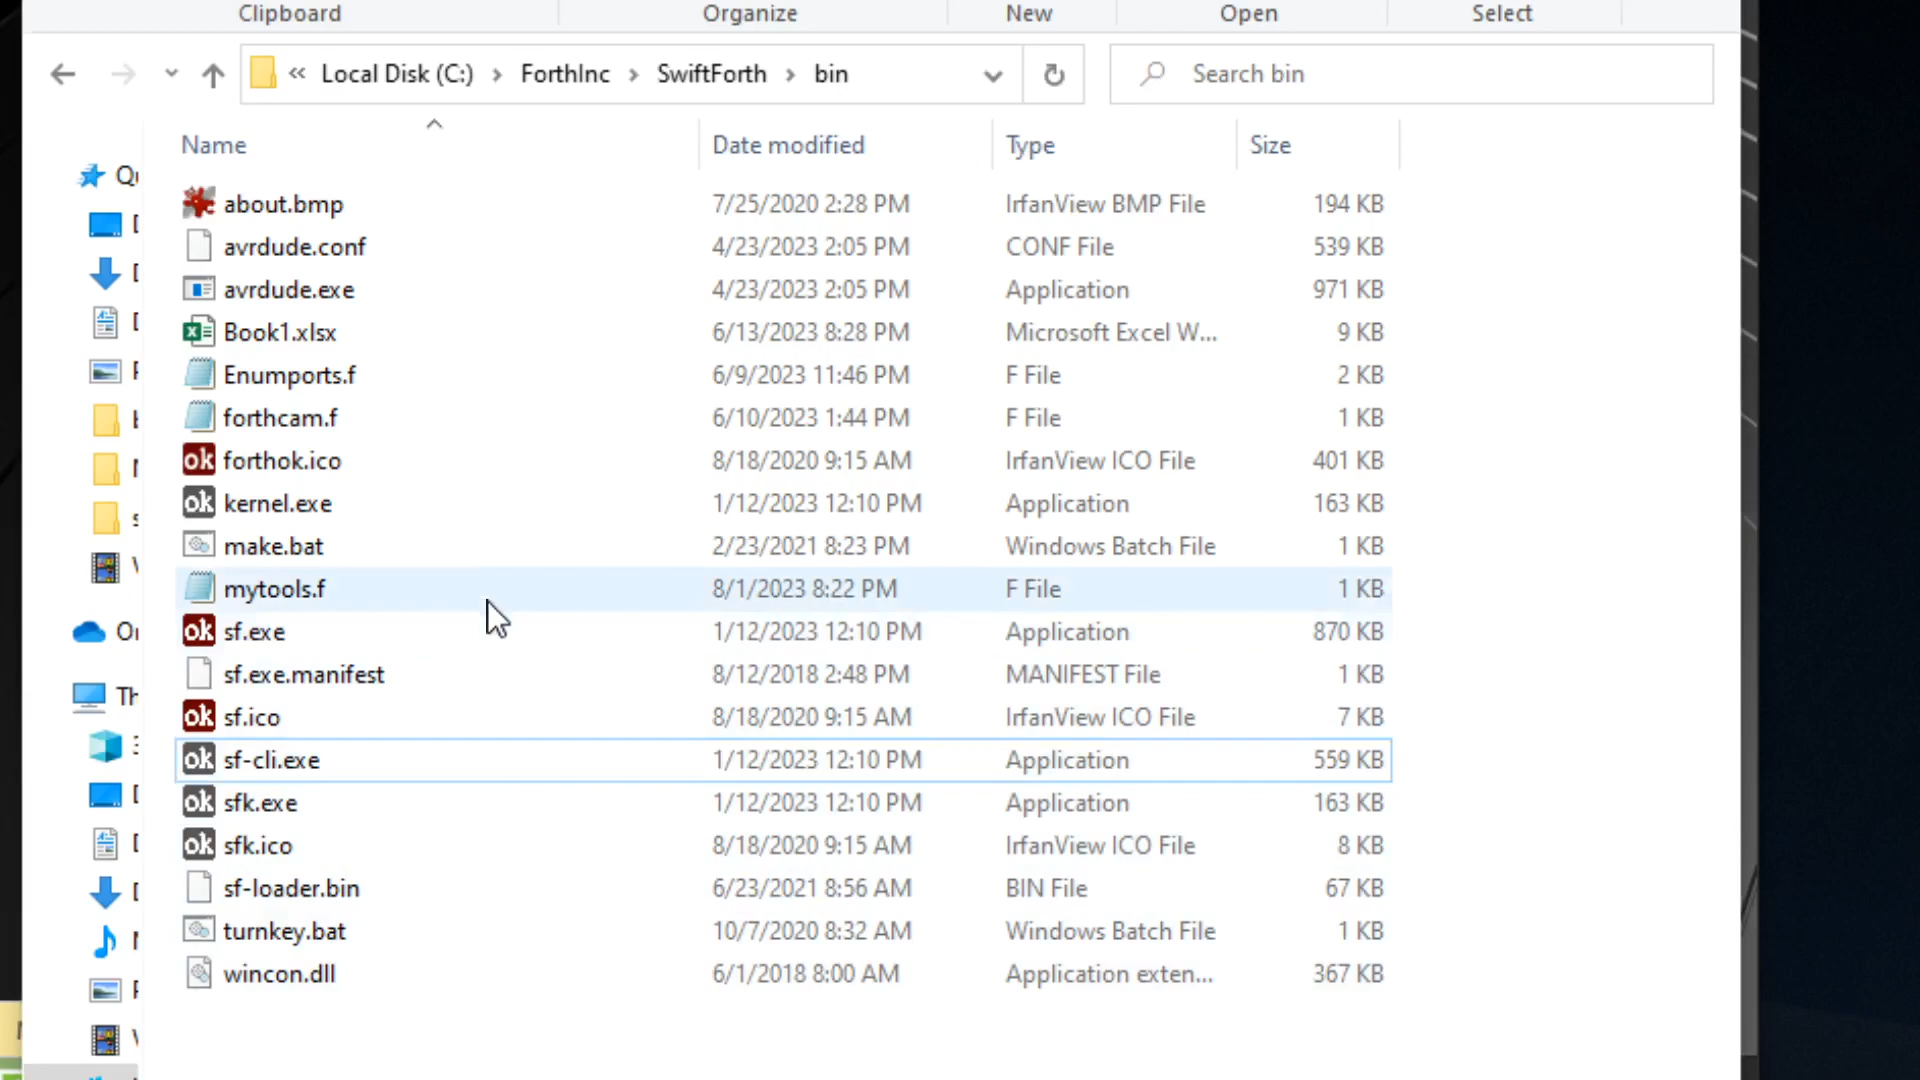 Clipboard Organize New Open Select
« Local Disk (C:) › ForthInc › SwiftForth › bin Search bin
Name Date modified Type Size
about.bmp 7/25/2020 2:28 PM IrfanView BMP File 194 KB
avrdude.conf 4/23/2023 2:05 PM CONF File 539 KB
avrdude.exe 4/23/2023 2:05 PM Application 971 KB
Book1.xlsx 6/13/2023 8:28 PM Microsoft Excel W... 9 KB
Enumports.f 6/9/2023 11:46 PM F File 2 KB
forthcam.f 6/10/2023 1:44 PM F File 1 KB
ok forthok.ico 8/18/2020 9:15 AM IrfanView ICO File 401 KB
ok kernel.exe 1/12/2023 12:10 PM Application 163 KB
make.bat 2/23/2021 8:23 PM Windows Batch File 1 KB
mytools.f 8/1/2023 8:22 PM F File 1 KB
ok sf.exe 1/12/2023 12:10 PM Application 870 KB
sf.exe.manifest 8/12/2018 2:48 PM MANIFEST File 1 KB
ok sf.ico 8/18/2020 9:15 AM IrfanView ICO File 7 KB
ok sf-cli.exe 1/12/2023 12:10 PM Application 559 KB
ok sfk.exe 1/12/2023 12:10 PM Application 163 KB
ok sfk.ico 8/18/2020 9:15 AM IrfanView ICO File 8 KB
sf-loader.bin 6/23/2021 8:56 AM BIN File 67 KB
turnkey.bat 10/7/2020 8:32 AM Windows Batch File 1 KB
wincon.dll 6/1/2018 8:00 AM Application exten... 367 KB